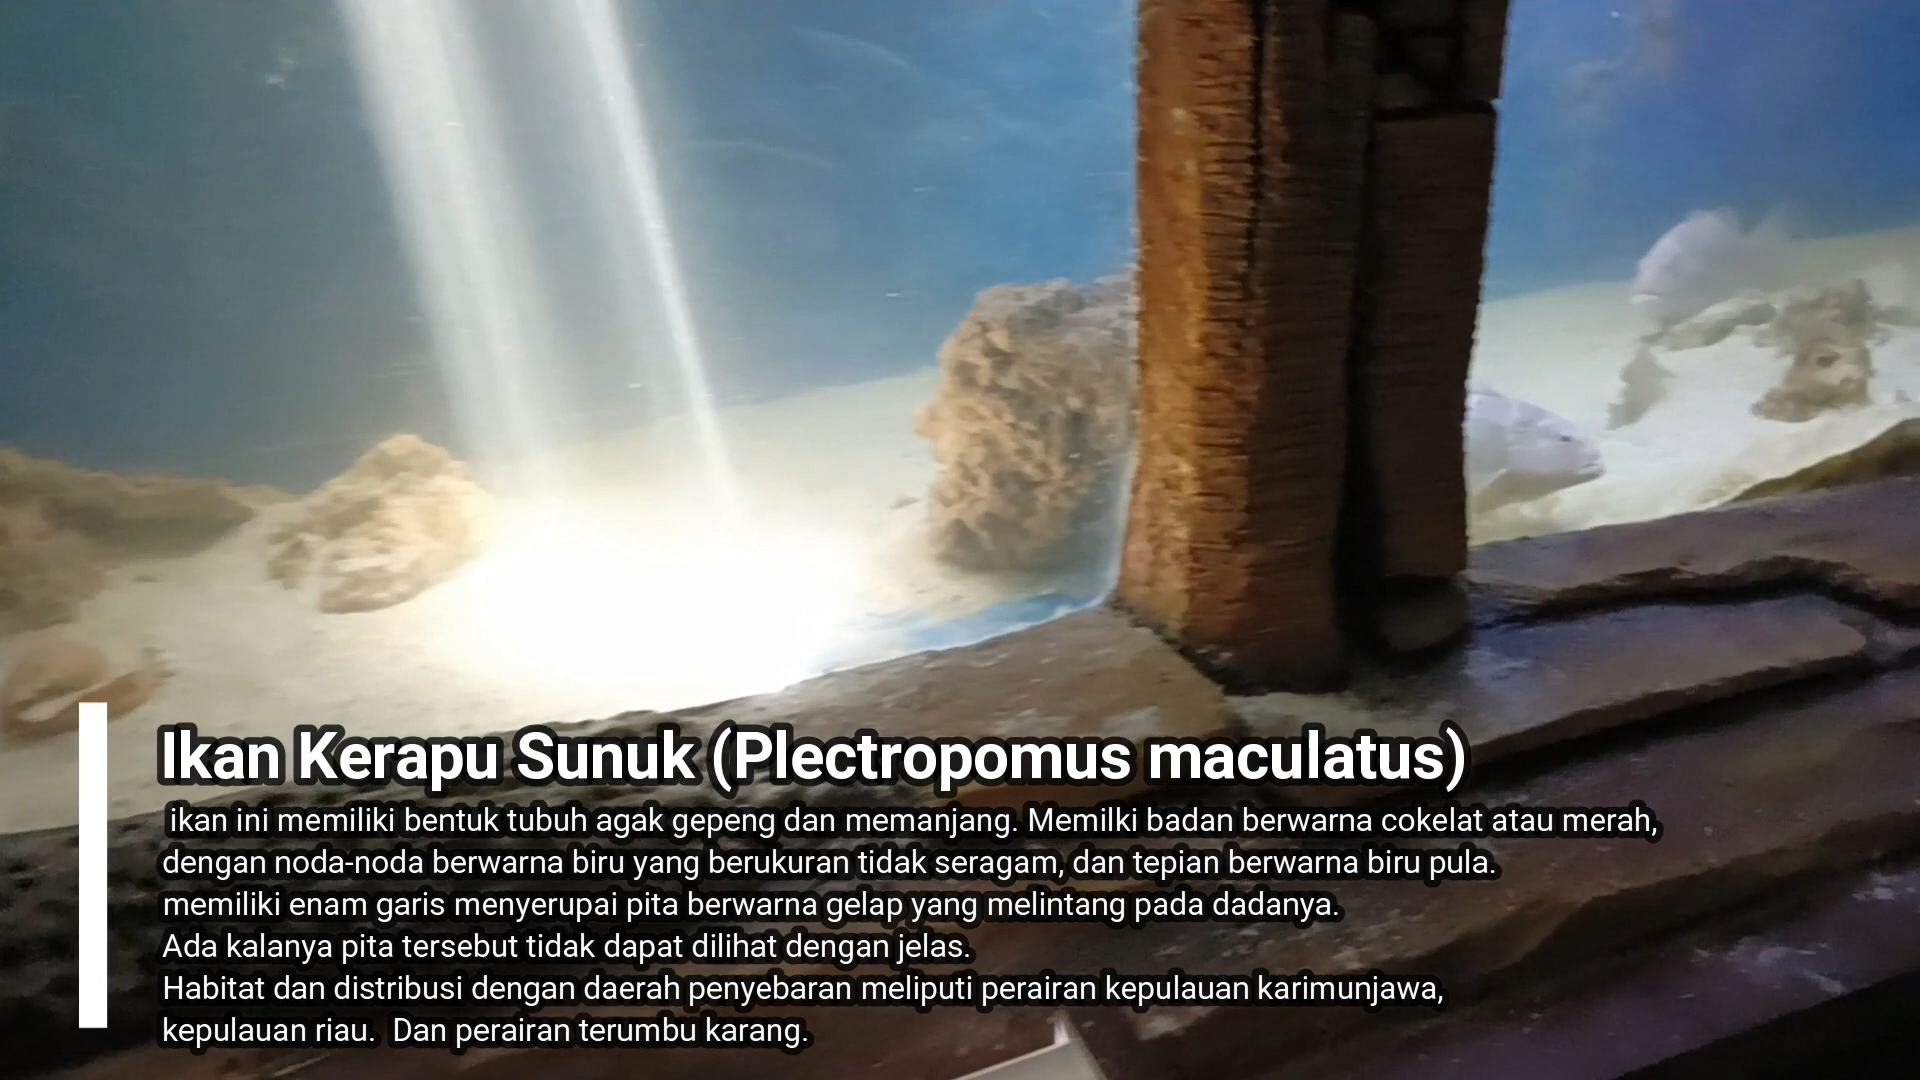 Ikan Kerapu Sunuk (Plectropomus maculatus)
ikan ini memiliki bentuk tubuh agak gepeng dan memanjang. Memilki badan berwarna cokelat atau merah,
dengan noda-noda berwarna biru yang berukuran tidak seragam, dan tepian berwarna biru pula.
memiliki enam garis menyerupai pita berwarna gelap yang melintang pada dadanya.
Ada kalanya pita tersebut tidak dapat dilihat dengan jelas.
Habitat dan distribusi dengan daerah penyebaran meliputi perairan kepulauan karimunjawa,
kepulauan riau.  Dan perairan terumbu karang.